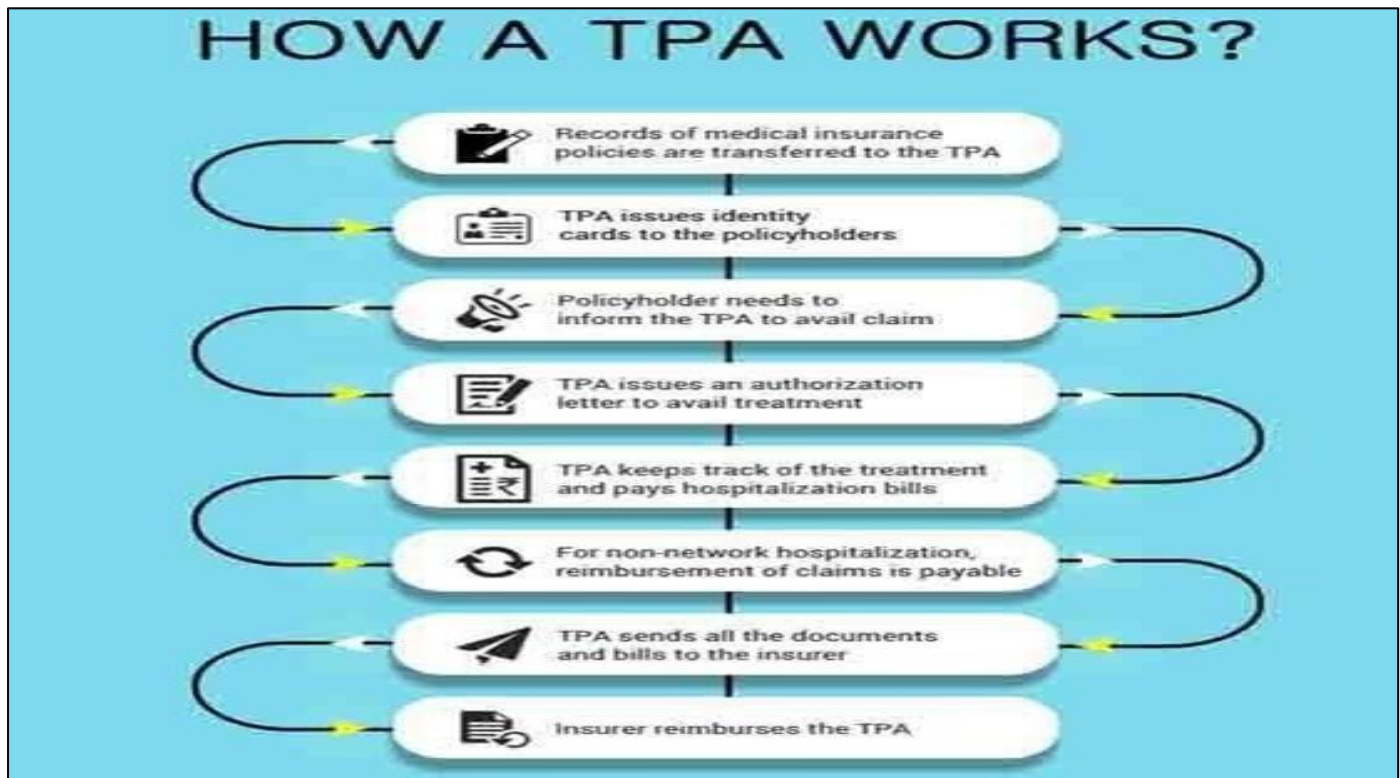 HOW A TPA WORKS?
Records of medical insurance
policies are transferred to the TPA
TPA issues identity
cards to the policyholders
Policyholder needs to
inform the TPA to avail claim
TPA issues an authorization
letter to avail treatment
TPA keeps track of the treatment
and pays hospitalization bills
For non-network hospitalization,
reimbursement of claims is payable
TPA sends all the documents
and bills to the insurer
Insurer reimburses the TPA